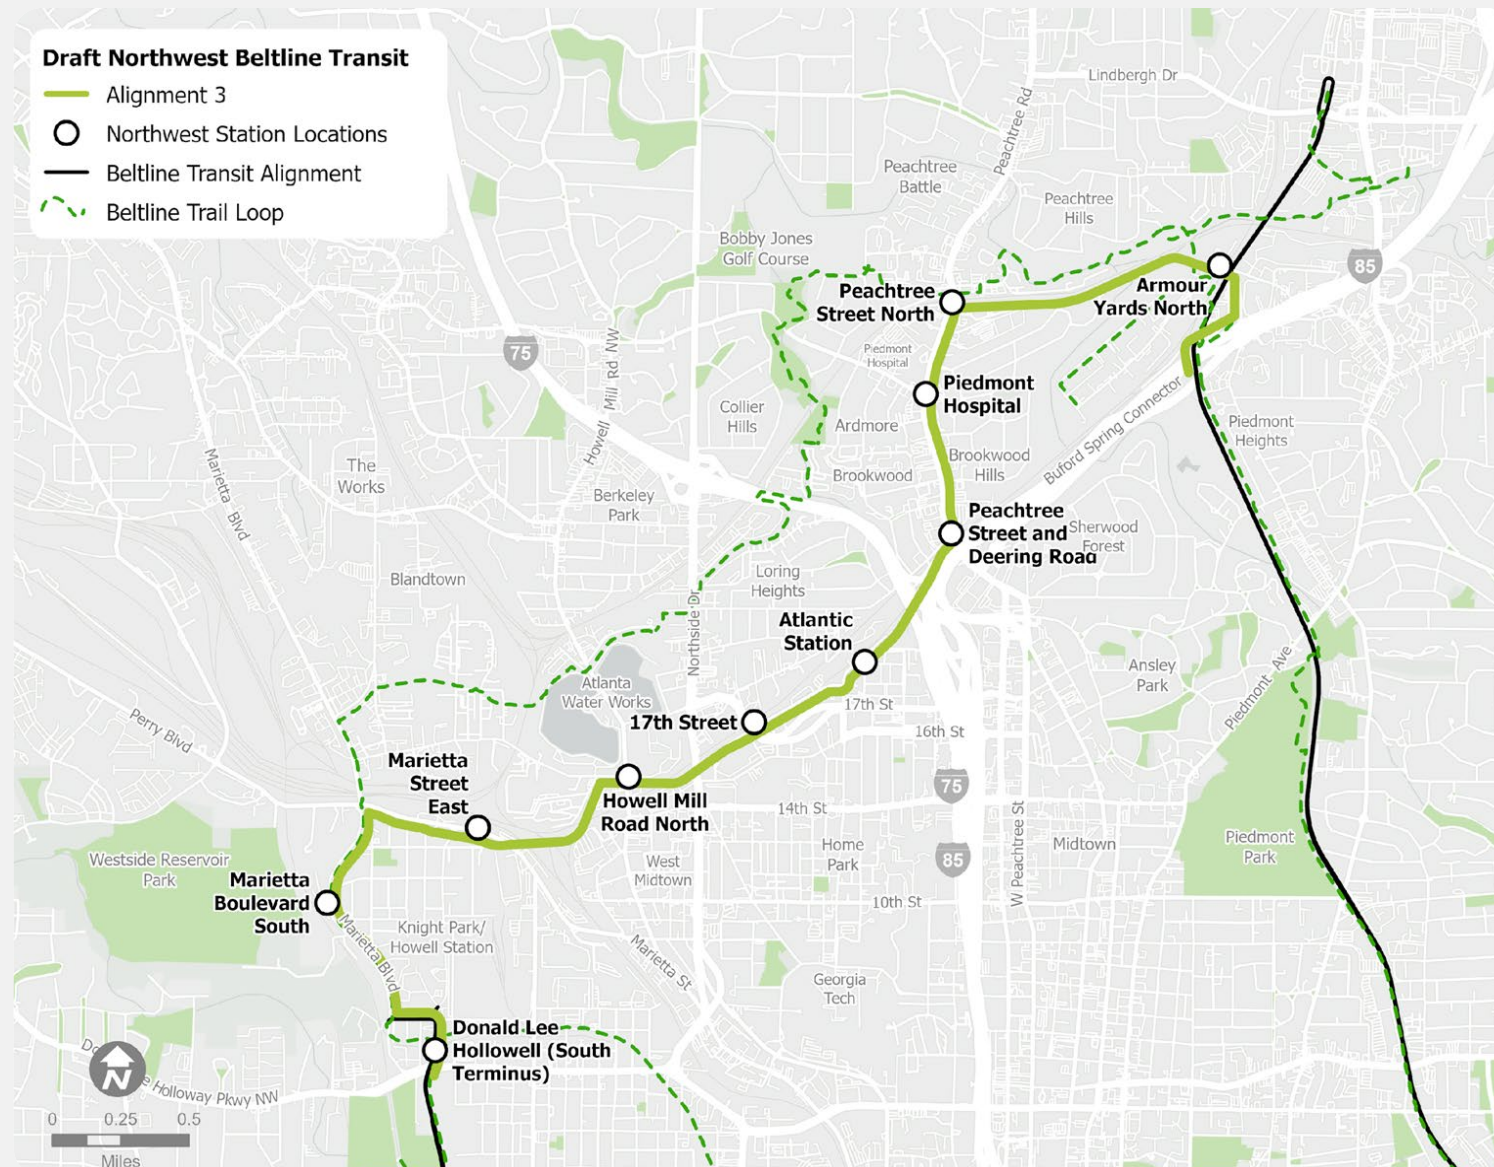 Draft Northwest Beltline Transit
Alignment 3
Northwest Station Locations
Beltline Transit Alignment
Beltline Trail Loop
Lindbergh Dr
Peachtree Rd
Peachtree
Battle
Peachtree
Hills
Bobby Jones
Golf Course
85
Armour
Yards North
Peachtree
Street North
75
Howell Mill Rd NW
Piedmont
Hospital
Piedmont
Hospital
Buford Spring Connector
Collier
Hills
Ardmore
Piedmont
Heights
Brookwood
Brookwood
Hills
Marietta Blvd
The
Works
Berkeley
Park
Peachtree
Street and
Deering Road
Sherwood
Forest
Blandtown
Loring
Heights
Northside Dr
Atlantic
Station
Ansley
Park
Piedmont Ave
Atlanta
Water Works
17th St
17th Street
16th St
Perry Blvd
Marietta
Street
East
Howell Mill
Road North
75
14th St
W Peachtree St
Midtown
Piedmont
Park
Home
Park
85
West
Midtown
Westside Reservoir
Park
Marietta
Boulevard
South
10th St
Marietta Blvd
Knight Park/
Howell Station
Marietta St
Georgia
Tech
Donald Lee
Hollowell (South
Terminus)
N
Holloway Pkwy NW
0 0.25 0.5
Miles